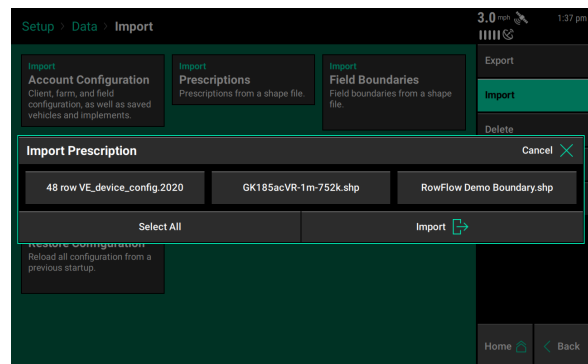 Setup > Data > Import
3.0 mph
1:37 pm
Import
Account Configuration
Client, farm, and field
configuration, as well as saved
vehicles and implements.
Import
Prescriptions
Prescriptions from a shape file.
Import
Field Boundaries
Field boundaries from a shape
file.
Export
Import
Delete
Import Prescription
Cancel
48 row VE_device_config.2020
GK185acVR-1m-752k.shp
RowFlow Demo Boundary.shp
Select All
Import
Restore Configuration
Reload all configuration from a
previous startup.
Home
Back